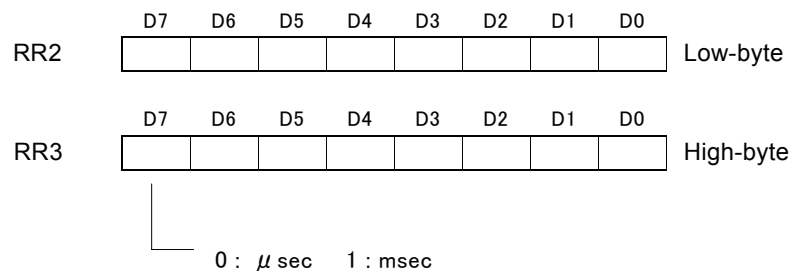 D7 D6 D5 D4 D3 D2 D1 D0
RR2 Low-byte
D7 D6 D5 D4 D3 D2 D1 D0
RR3 High-byte
0 : μ sec 1 : msec